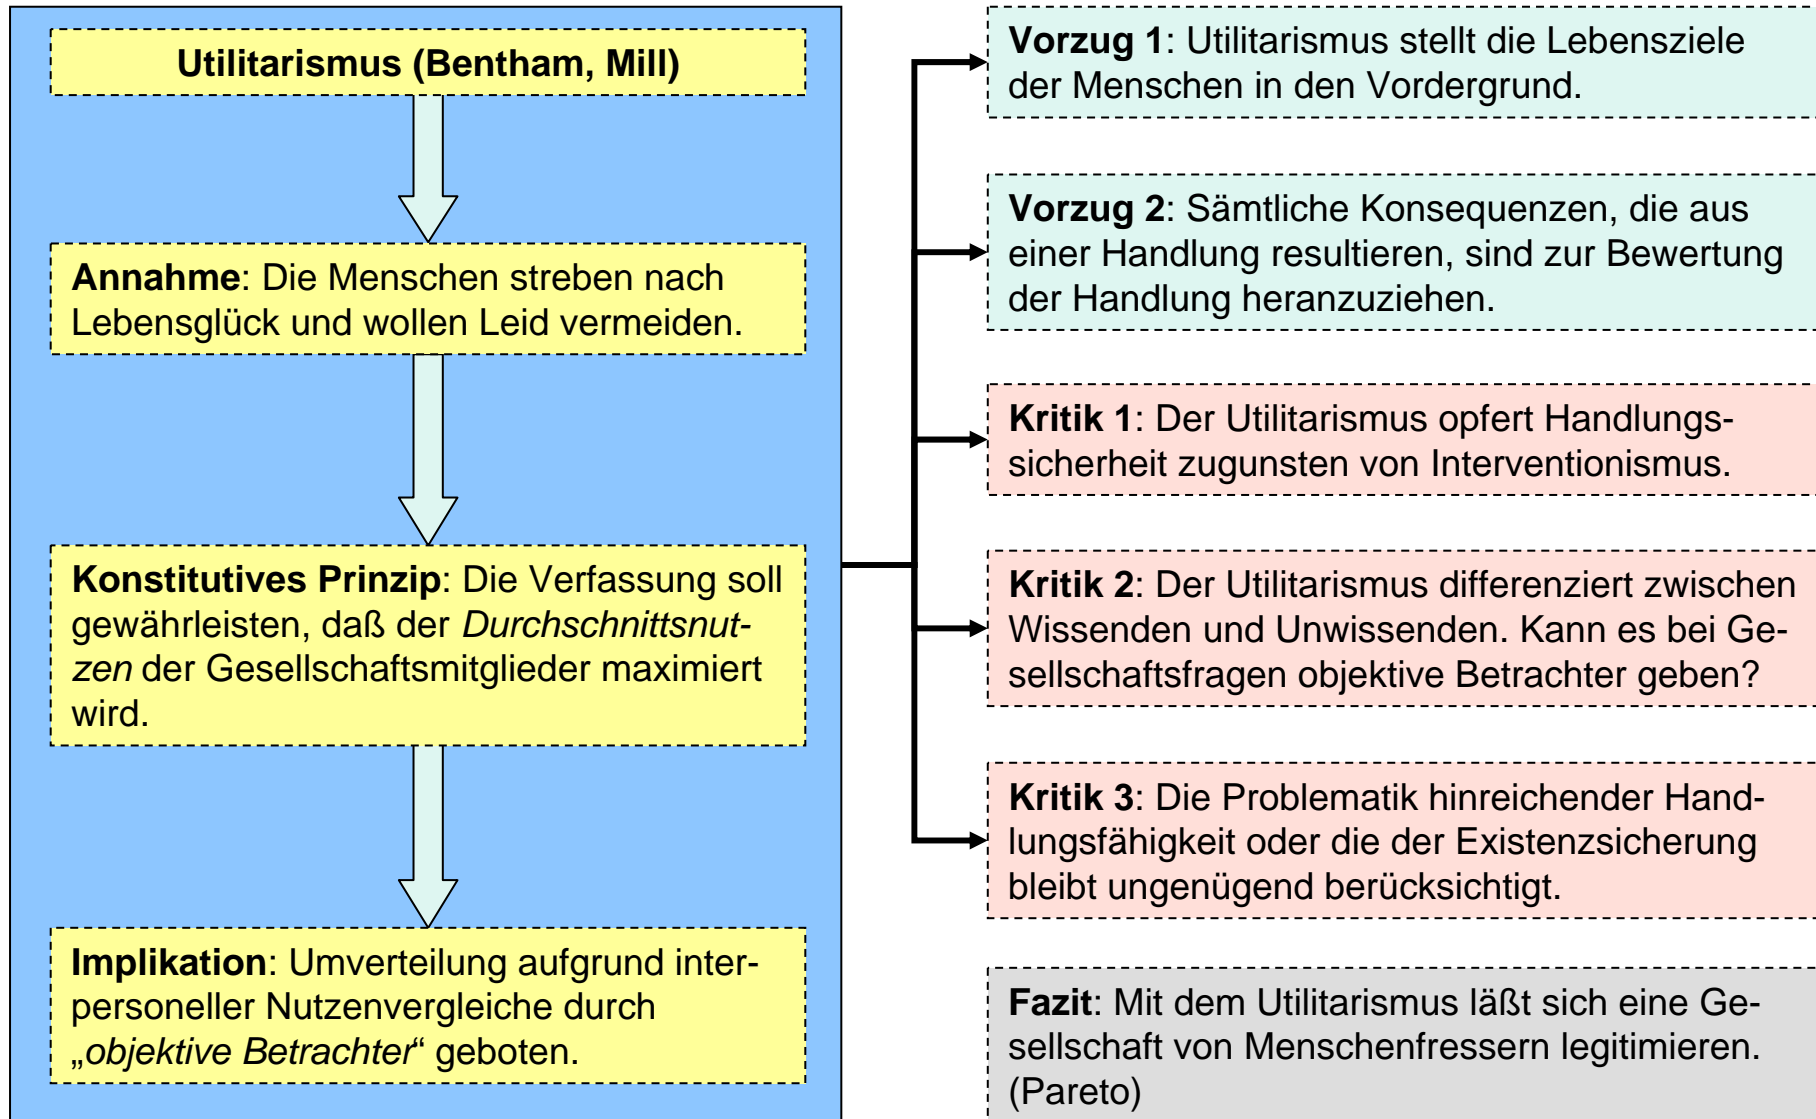 Utilitarismus (Bentham, Mill)
Annahme: Die Menschen streben nach
Lebensglück und wollen Leid vermeiden.
Konstitutives Prinzip: Die Verfassung soll
gewährleisten, daß der Durchschnittsnut-
zen der Gesellschaftsmitglieder maximiert
wird.
Implikation: Umverteilung aufgrund inter-
personeller Nutzenvergleiche durch
„objektive Betrachter“ geboten.
Vorzug 1: Utilitarismus stellt die Lebensziele
der Menschen in den Vordergrund.
Vorzug 2: Sämtliche Konsequenzen, die aus
einer Handlung resultieren, sind zur Bewertung
der Handlung heranzuziehen.
Kritik 1: Der Utilitarismus opfert Handlungs-
sicherheit zugunsten von Interventionismus.
Kritik 2: Der Utilitarismus differenziert zwischen
Wissenden und Unwissenden. Kann es bei Ge-
sellschaftsfragen objektive Betrachter geben?
Kritik 3: Die Problematik hinreichender Hand-
lungsfähigkeit oder die der Existenzsicherung
bleibt ungenügend berücksichtigt.
Fazit: Mit dem Utilitarismus läßt sich eine Ge-
sellschaft von Menschenfressern legitimieren.
(Pareto)